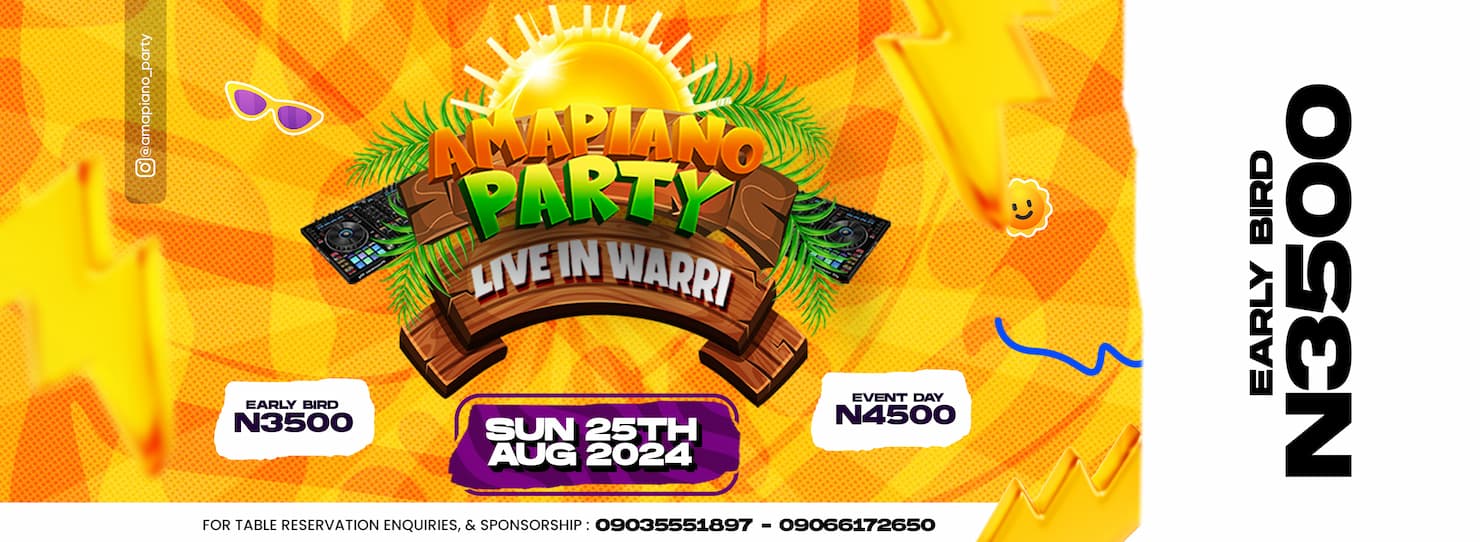 @amapiano_party
AMAPIANO
PARTY
LIVE IN WARRI
EARLY BIRD
N3500
SUN 25TH
AUG 2024
EVENT DAY
N4500
FOR TABLE RESERVATION ENQUIRIES, & SPONSORSHIP : 09035551897 - 09066172650
EARLY BIRD
N3500